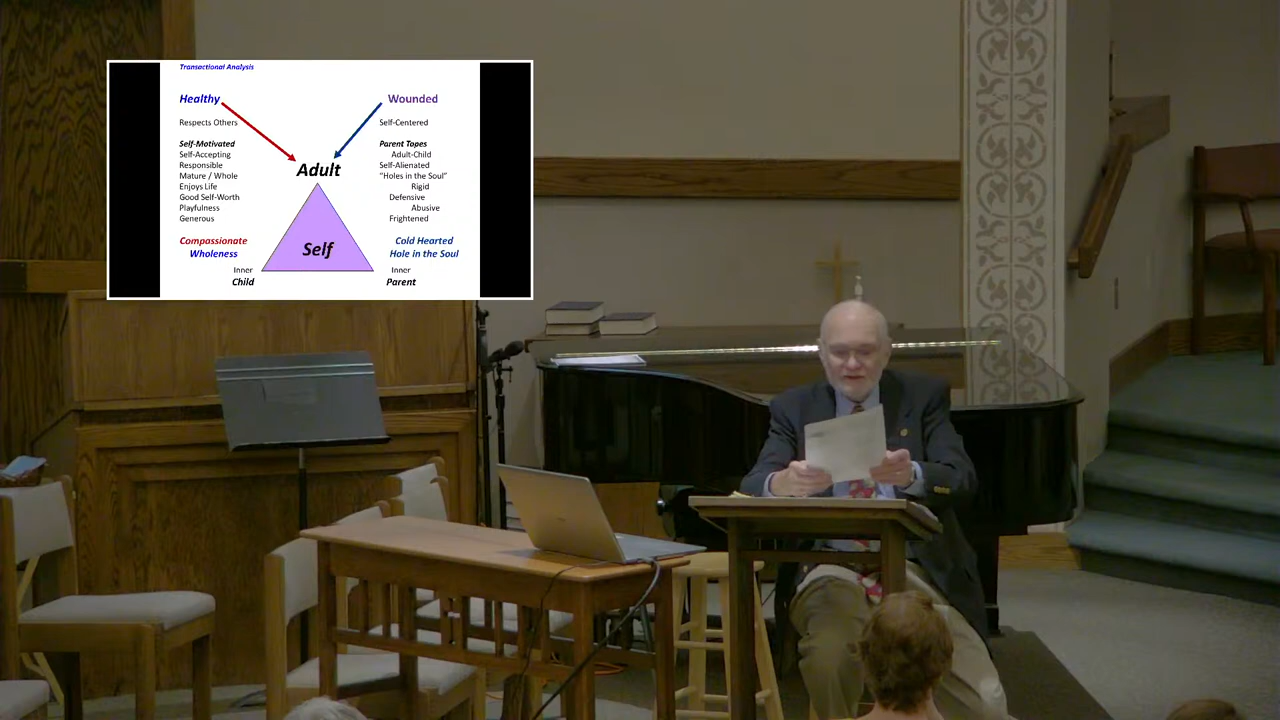 Transactional Analysis
Healthy
Wounded
Respects Others
Self-Centered
Self-Motivated
Parent Tapes
Self-Accepting
Adult-Child
Responsible
Self-Alienated
Adult
Mature / Whole
"Holes in the Soul"
Enjoys Life
Rigid
Good Self-Worth
Defensive
Playfulness
Abusive
Generous
Frightened
Compassionate
Cold Hearted
Self
Wholeness
Hole in the Soul
Inner
Inner
Child
Parent